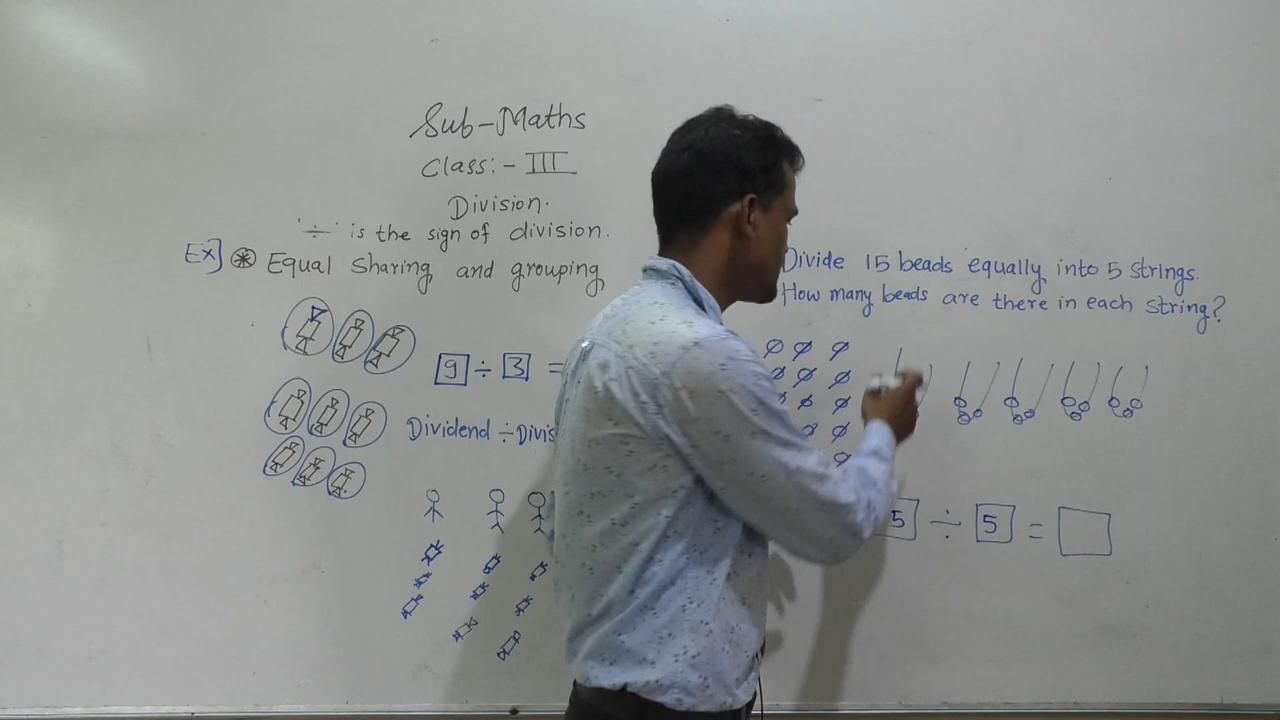 Sub-Maths
Class:- III
Division.
'÷' is the sign of division.
Ex] * Equal sharing and grouping
9 ÷ 3 =
Dividend ÷
Divide 15 beads equally into 5 strings.
How many beads are there in each string?
5 ÷ 5 =